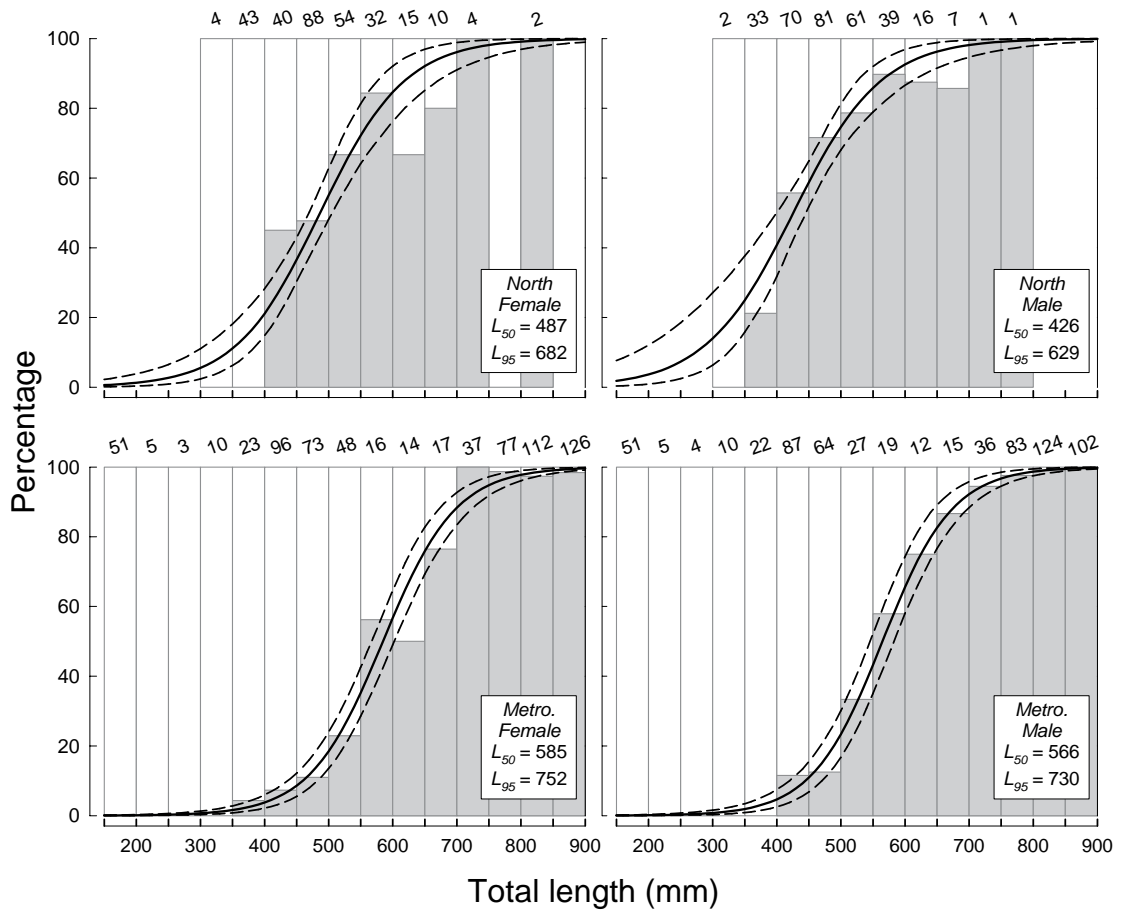 4 43 40 88 54 32 15 10 4 2
2 33 70 81 61 39 16 7 1 1
100
80
60
40
20
0
North
Female
L50 = 487
L95 = 682
North
Male
L50 = 426
L95 = 629
Percentage
51 5 3 10 23 96 73 48 16 14 17 37 77 112 126
51 5 4 10 22 87 64 27 19 12 15 36 83 124 102
100
80
60
40
20
0
Metro.
Female
L50 = 585
L95 = 752
Metro.
Male
L50 = 566
L95 = 730
200 300 400 500 600 700 800 900
200 300 400 500 600 700 800 900
Total length (mm)